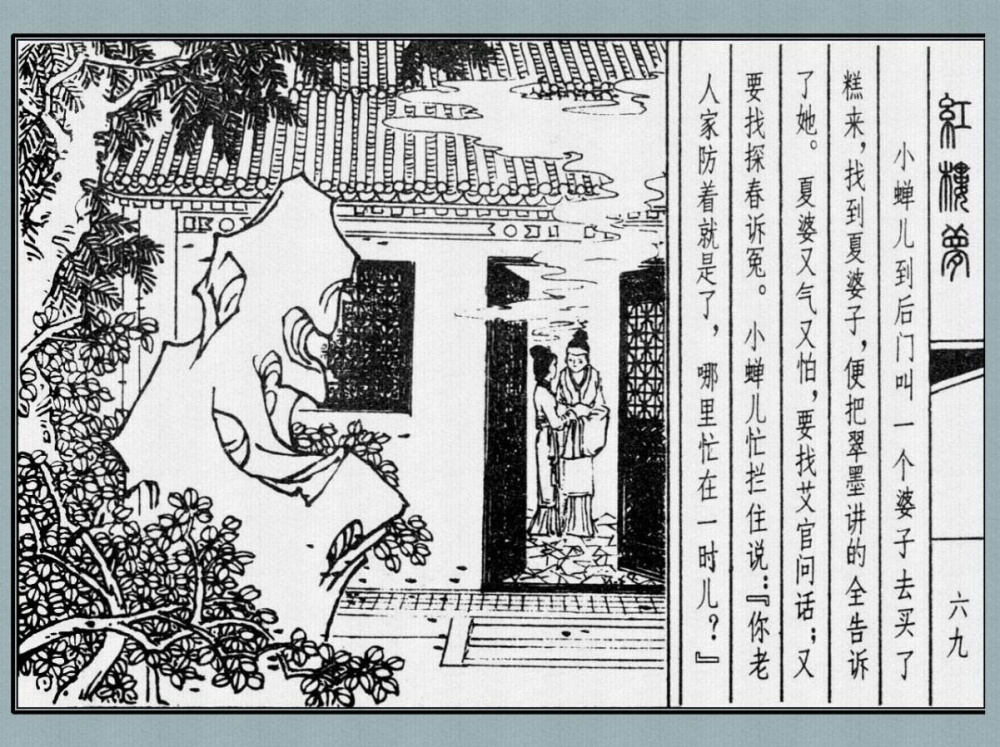 紅樓夢
六九
小蝉儿到后门叫一个婆子去买了
糕来，找到夏婆子，便把翠墨讲的全告诉
了她。夏婆又气又怕，要找艾官问话；又
要找探春诉冤。小蝉儿忙拦住说：『你老
人家防着就是了，哪里忙在一时儿？』